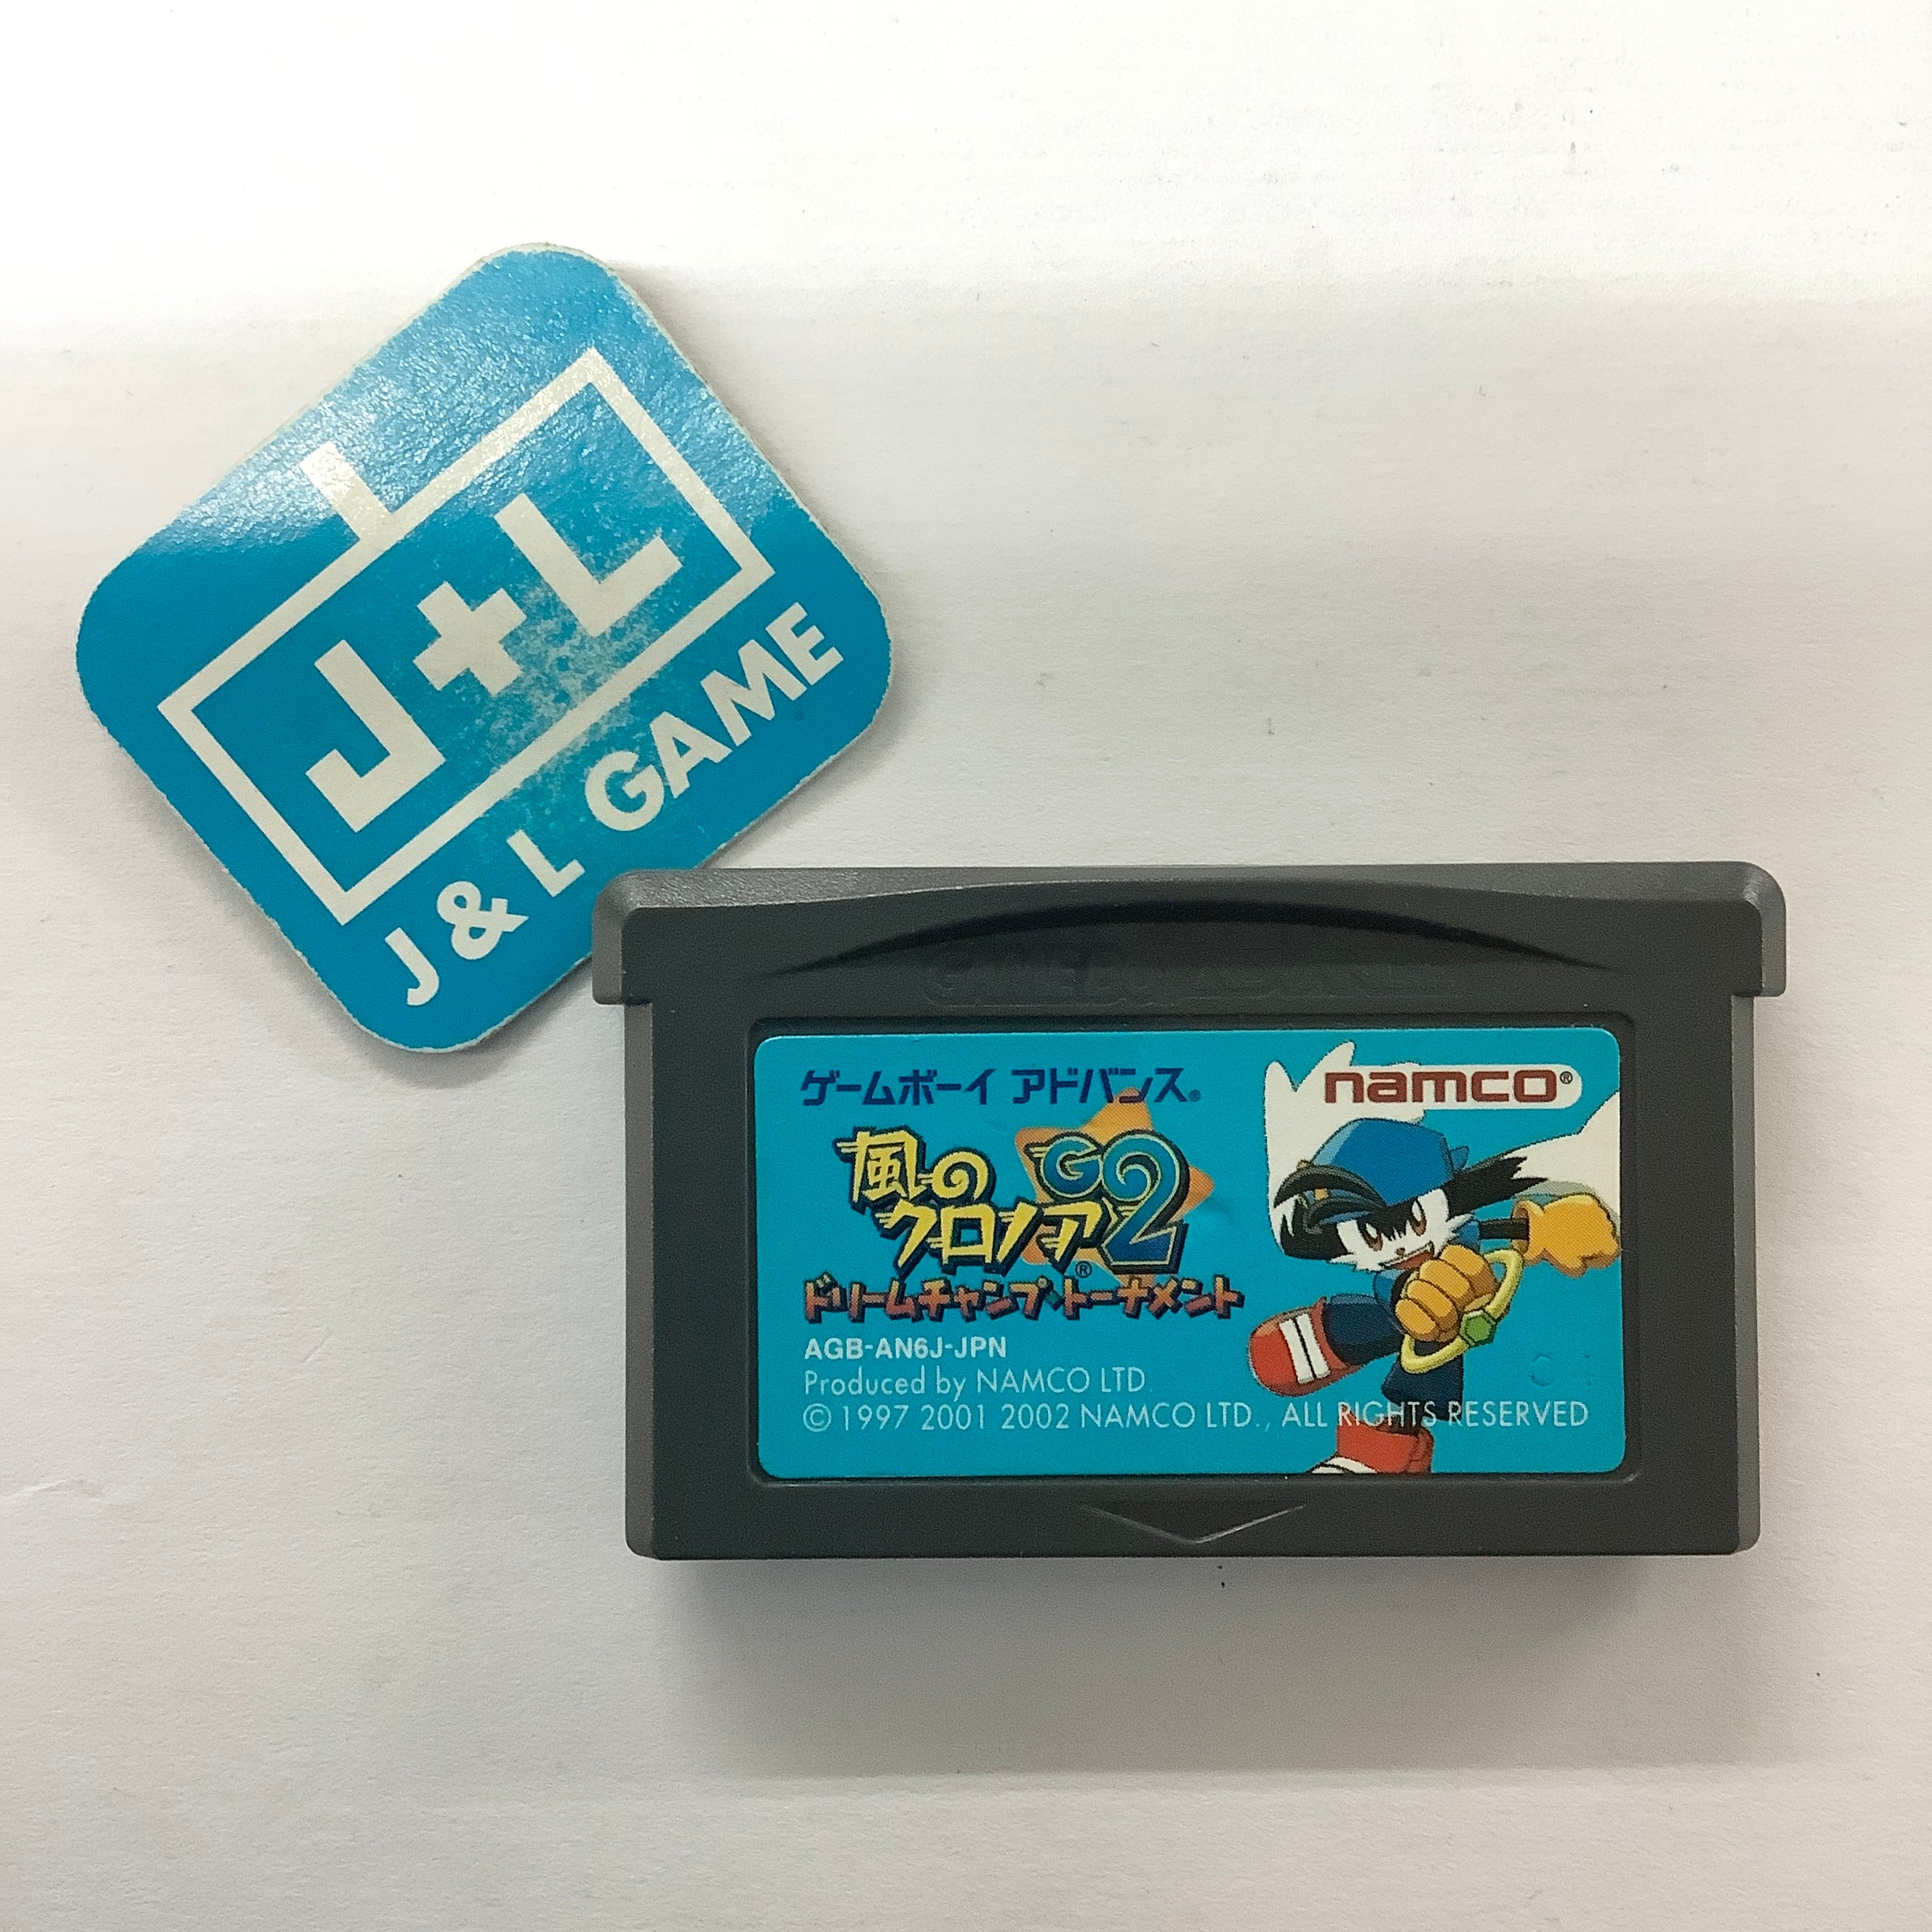 J+L
J & L GAME
GAME BOY ADVANCE
ゲームボーイ アドバンス®
namco®
風の
クロノア®
G2
ドリームチャンプ・トーナメント
AGB-AN6J-JPN
Produced by NAMCO LTD.
© 1997 2001 2002 NAMCO LTD., ALL RIGHTS RESERVED